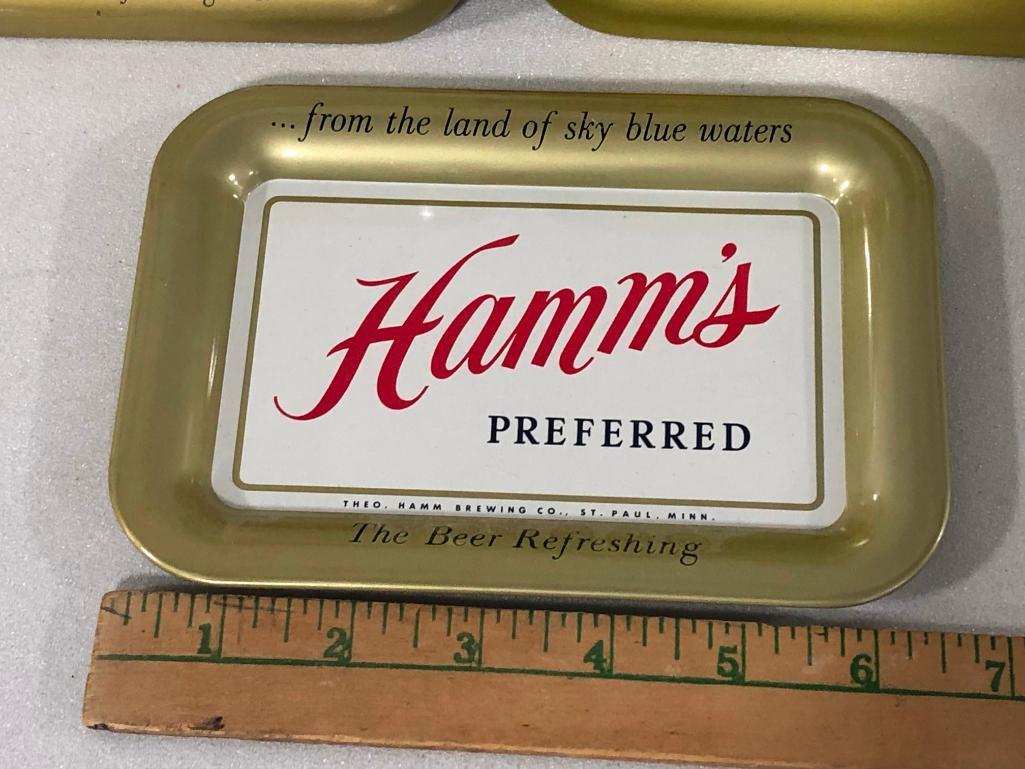 ...from the land of sky blue waters
Hamm's
PREFERRED
THEO. HAMM BREWING CO., ST. PAUL, MINN.
The Beer Refreshing
1 2 3 4 5 6 7